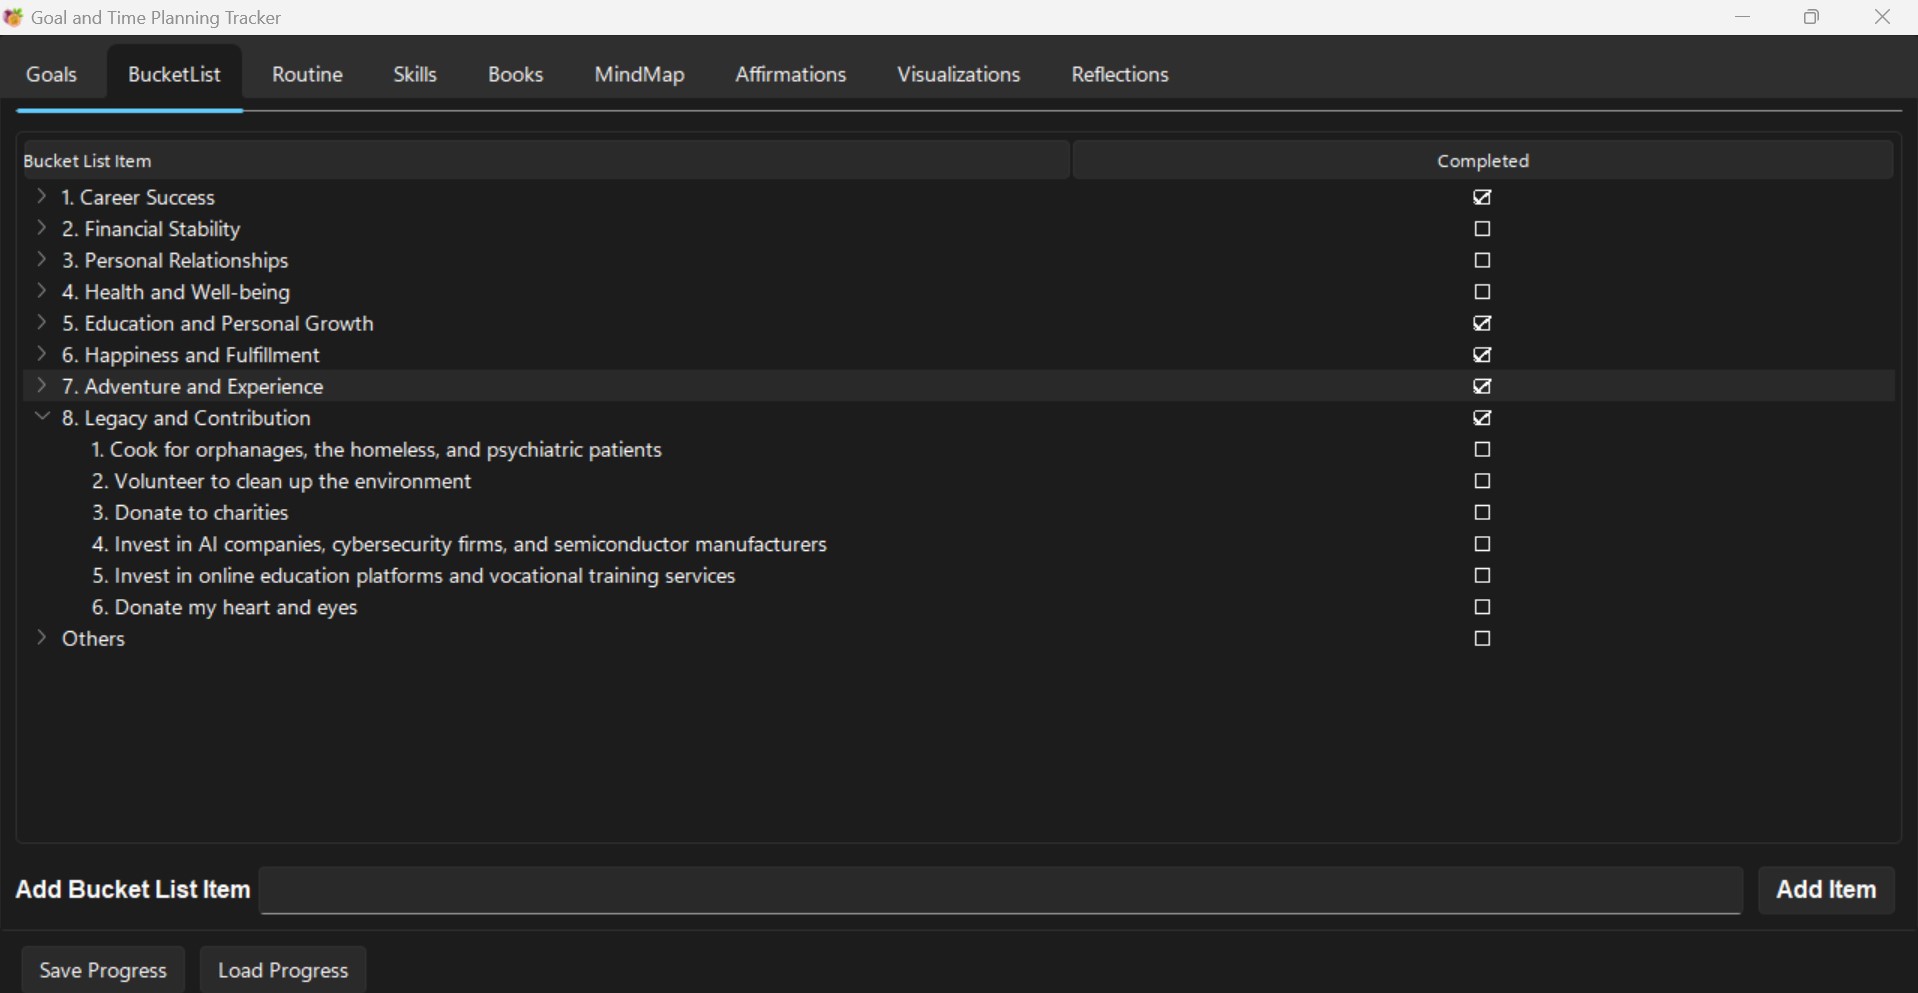 Goal and Time Planning Tracker
Goals BucketList Routine Skills Books MindMap Affirmations Visualizations Reflections
Bucket List Item Completed
1. Career Success
2. Financial Stability
3. Personal Relationships
4. Health and Well-being
5. Education and Personal Growth
6. Happiness and Fulfillment
7. Adventure and Experience
8. Legacy and Contribution
1. Cook for orphanages, the homeless, and psychiatric patients
2. Volunteer to clean up the environment
3. Donate to charities
4. Invest in AI companies, cybersecurity firms, and semiconductor manufacturers
5. Invest in online education platforms and vocational training services
6. Donate my heart and eyes
Others
Add Bucket List Item Add Item
Save Progress Load Progress